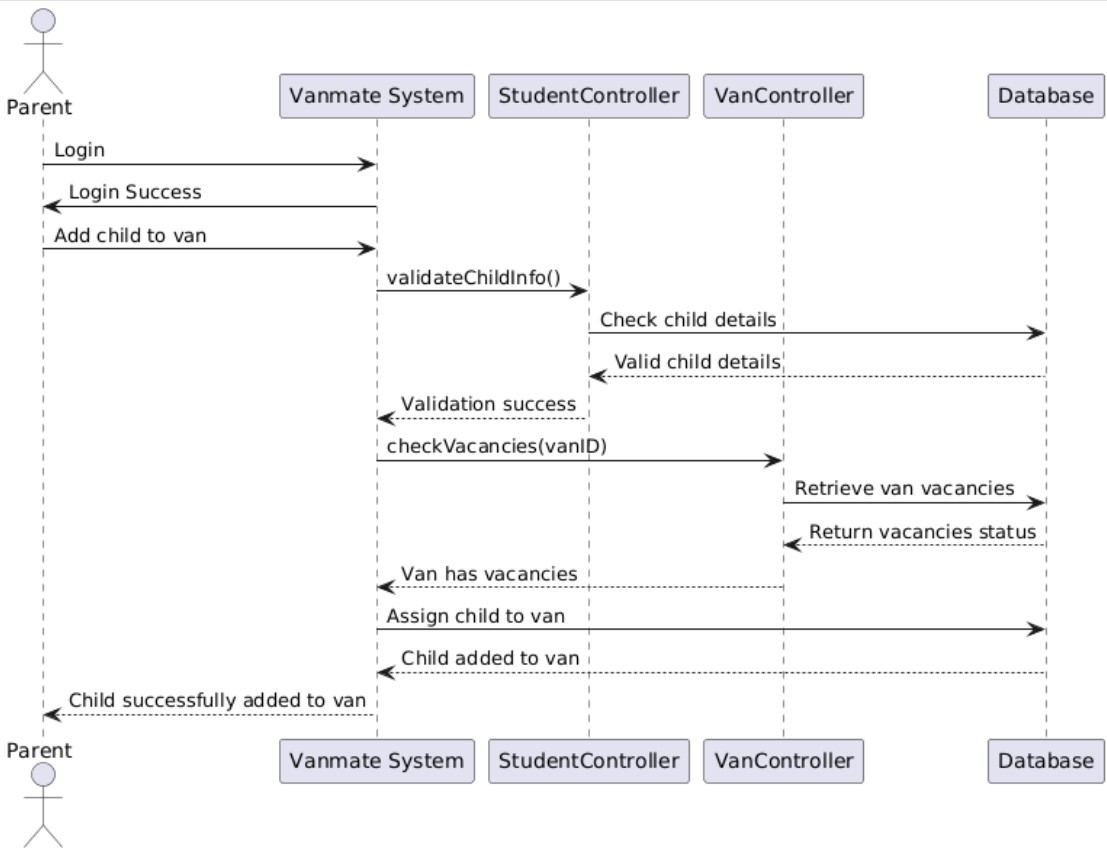 Parent
Vanmate System
StudentController
VanController
Database
Login
Login Success
Add child to van
validateChildInfo()
Check child details
Valid child details
Validation success
checkVacancies(vanID)
Retrieve van vacancies
Return vacancies status
Van has vacancies
Assign child to van
Child added to van
Child successfully added to van
Parent
Vanmate System
StudentController
VanController
Database